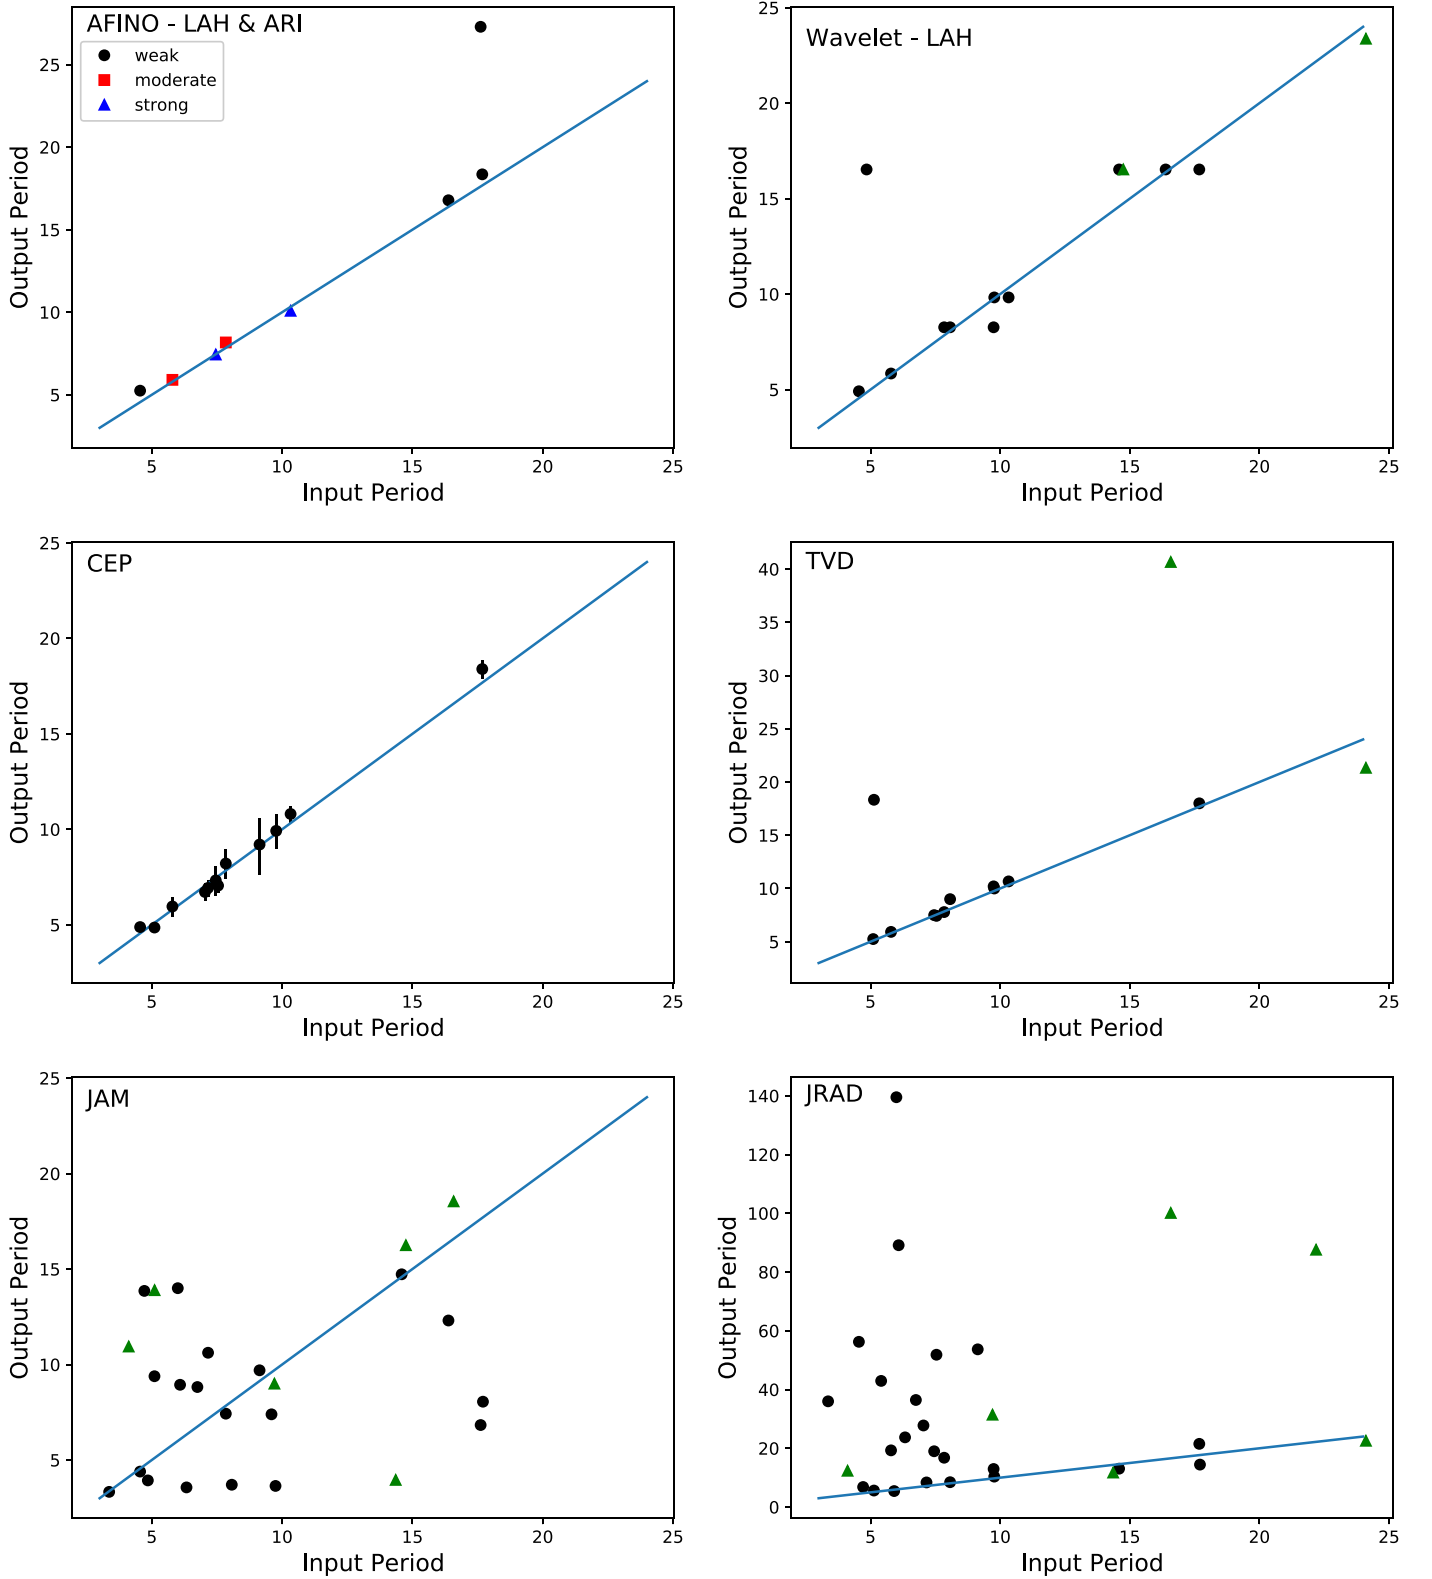 AFINO - LAH & ARI
weak
moderate
strong
25
20
15
10
5
Output Period
5 10 15 20 25
Input Period
Wavelet - LAH
25
20
15
10
5
Output Period
5 10 15 20 25
Input Period
CEP
25
20
15
10
5
Output Period
5 10 15 20 25
Input Period
TVD
40
35
30
25
20
15
10
5
Output Period
5 10 15 20 25
Input Period
JAM
25
20
15
10
5
Output Period
5 10 15 20 25
Input Period
JRAD
140
120
100
80
60
40
20
0
Output Period
5 10 15 20 25
Input Period